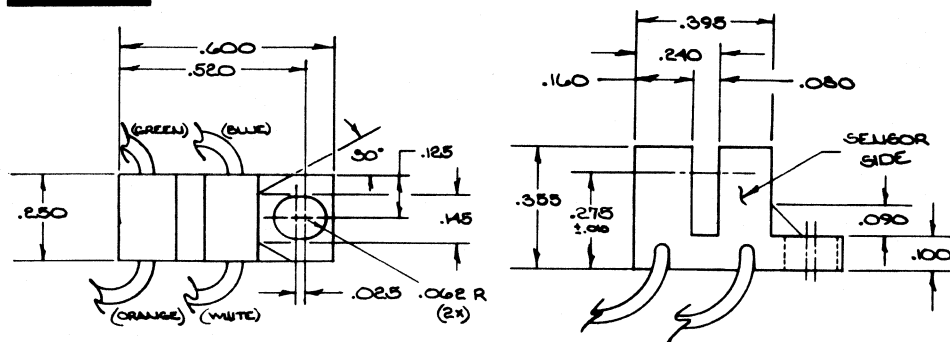 .600
.520
(GREEN)
(BLUE)
30°
.125
.250
.145
.025
.062 R
(2x)
(ORANGE)
(WHITE)
.395
.240
.160
.080
SENSOR
SIDE
.355
.275
±.010
.090
.100